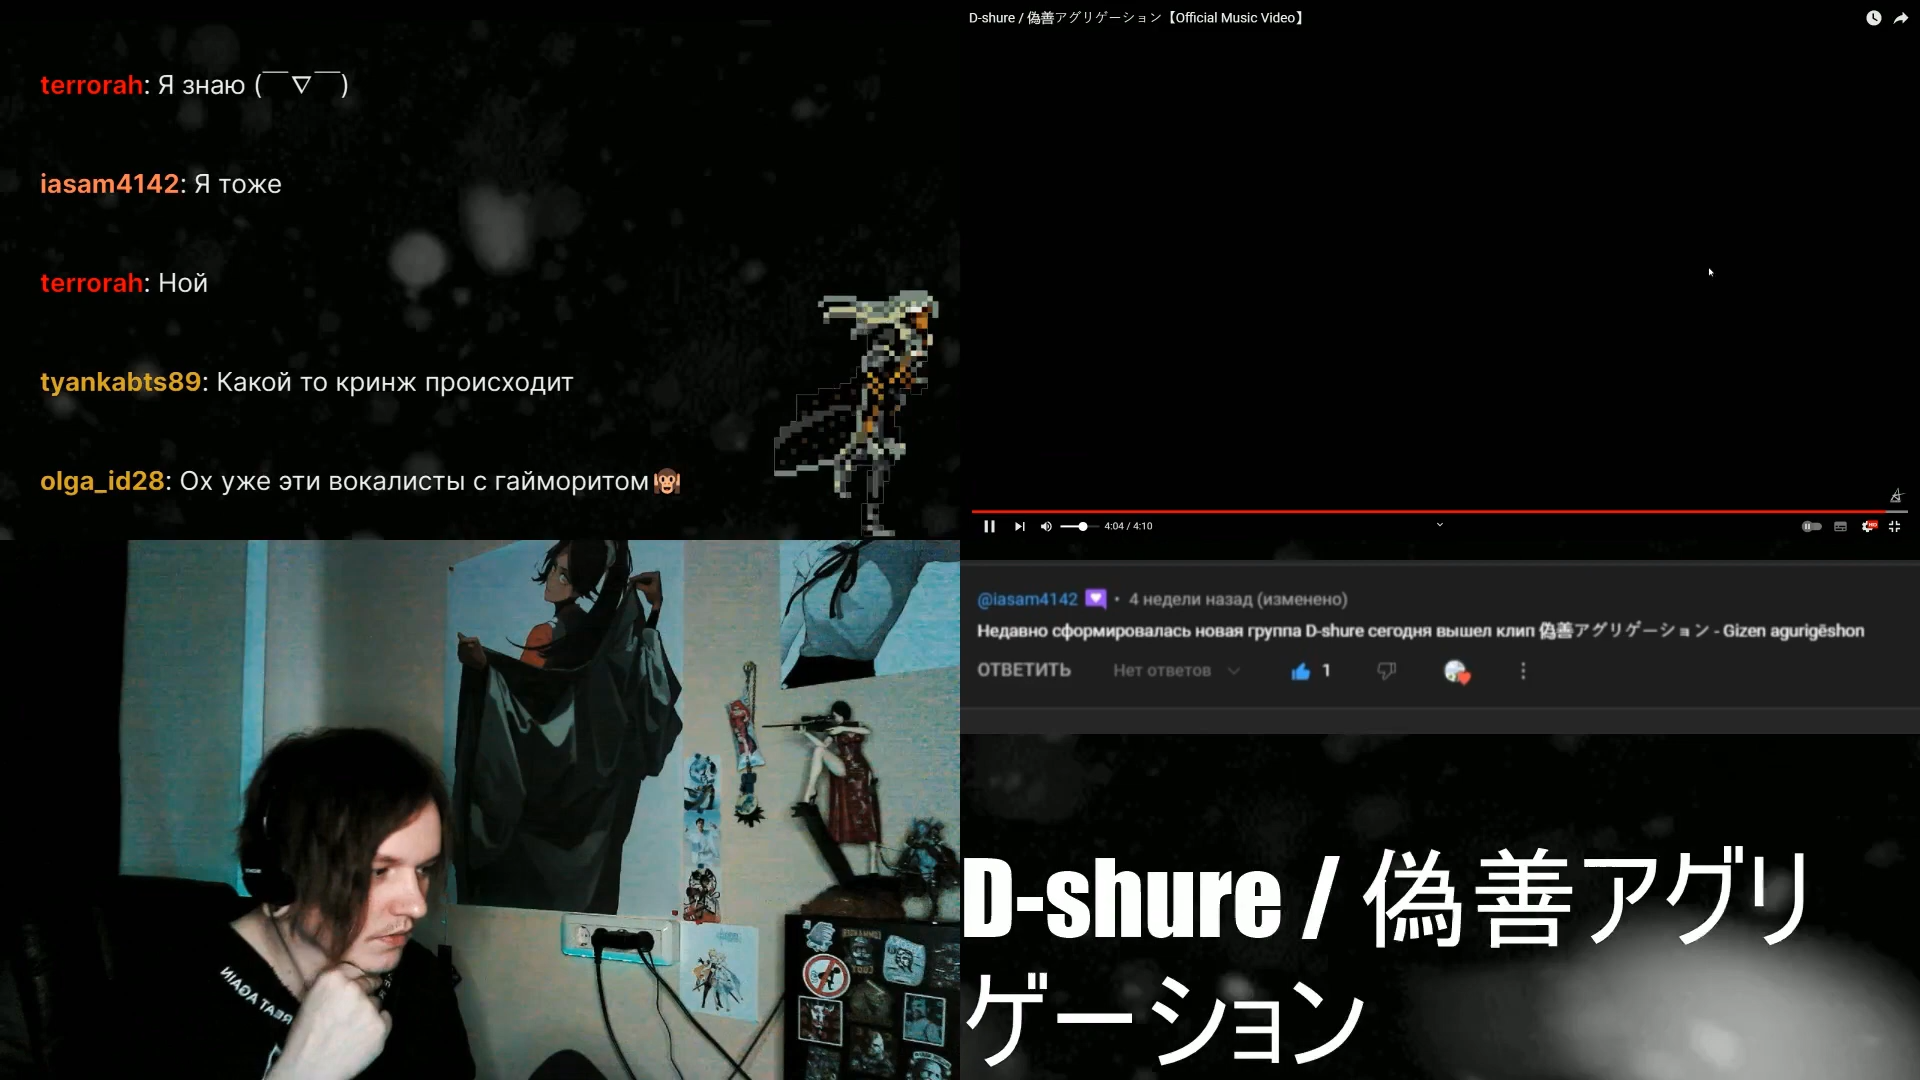 terrorah: Я знаю (￣▽￣)
iasam4142: Я тоже
terrorah: Ной
tyankabts89: Какой то кринж происходит
olga_id28: Ох уже эти вокалисты с гайморитом🙉
D-shure / 偽善アグリゲーション【Official Music Video】
4:04 / 4:10
@iasam4142 • 4 недели назад (изменено)
Недавно сформировалась новая группа D-shure сегодня вышел клип 偽善アグリゲーション - Gizen agurigēshon
ОТВЕТИТЬ Нет ответов 1
D-shure / 偽善アグリ
ゲーション
REAT AGAIN